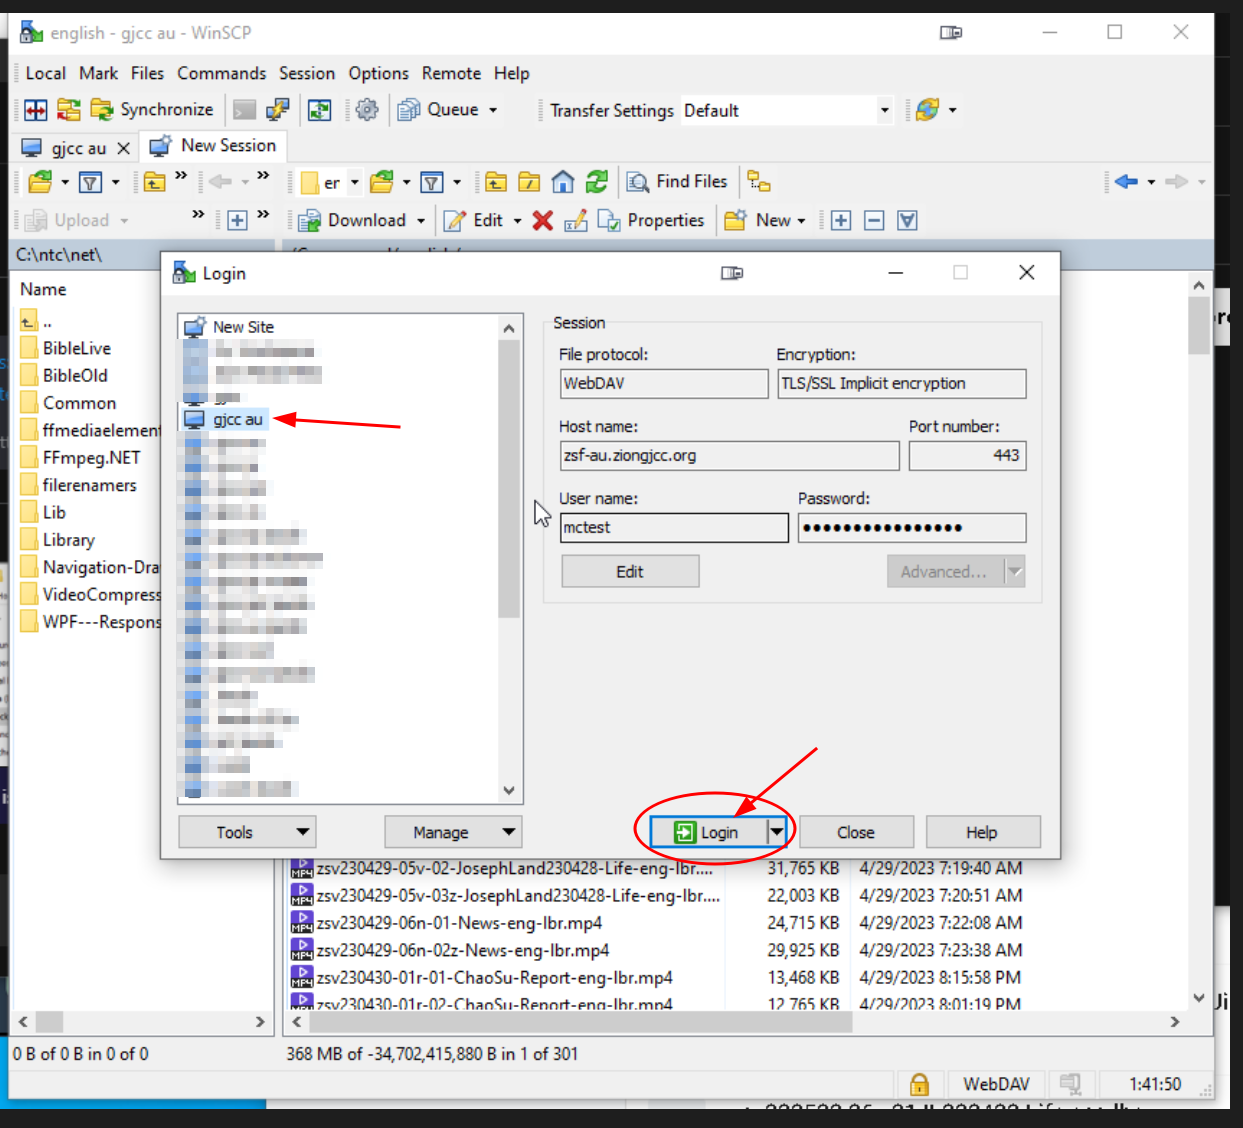 english - gjcc au - WinSCP
Local Mark Files Commands Session Options Remote Help
Synchronize Queue Transfer Settings Default
gjcc au New Session
er Find Files
Upload Download Edit Properties New
C:\ntc\net\
Name
..
BibleLive
BibleOld
Common
ffmediaelement
FFmpeg.NET
filerenamers
Lib
Library
Navigation-Dra
VideoCompress
WPF---Respons
Login
New Site
gjcc au
Session
File protocol: Encryption:
WebDAV TLS/SSL Implicit encryption
Host name: Port number:
zsf-au.ziongjcc.org 443
User name: Password:
mctest ••••••••••••••••
Edit Advanced...
Tools Manage Login Close Help
zsv230429-05v-02-JosephLand230428-Life-eng-lbr.... 31,765 KB 4/29/2023 7:19:40 AM
zsv230429-05v-03z-JosephLand230428-Life-eng-lbr.... 22,003 KB 4/29/2023 7:20:51 AM
zsv230429-06n-01-News-eng-lbr.mp4 24,715 KB 4/29/2023 7:22:08 AM
zsv230429-06n-02z-News-eng-lbr.mp4 29,925 KB 4/29/2023 7:23:38 AM
zsv230430-01r-01-ChaoSu-Report-eng-lbr.mp4 13,468 KB 4/29/2023 8:15:58 PM
zsv230430-01r-02-ChaoSu-Report-eng-lbr.mp4 12,765 KB 4/29/2023 8:01:19 PM
0 B of 0 B in 0 of 0 368 MB of -34,702,415,880 B in 1 of 301
WebDAV 1:41:50